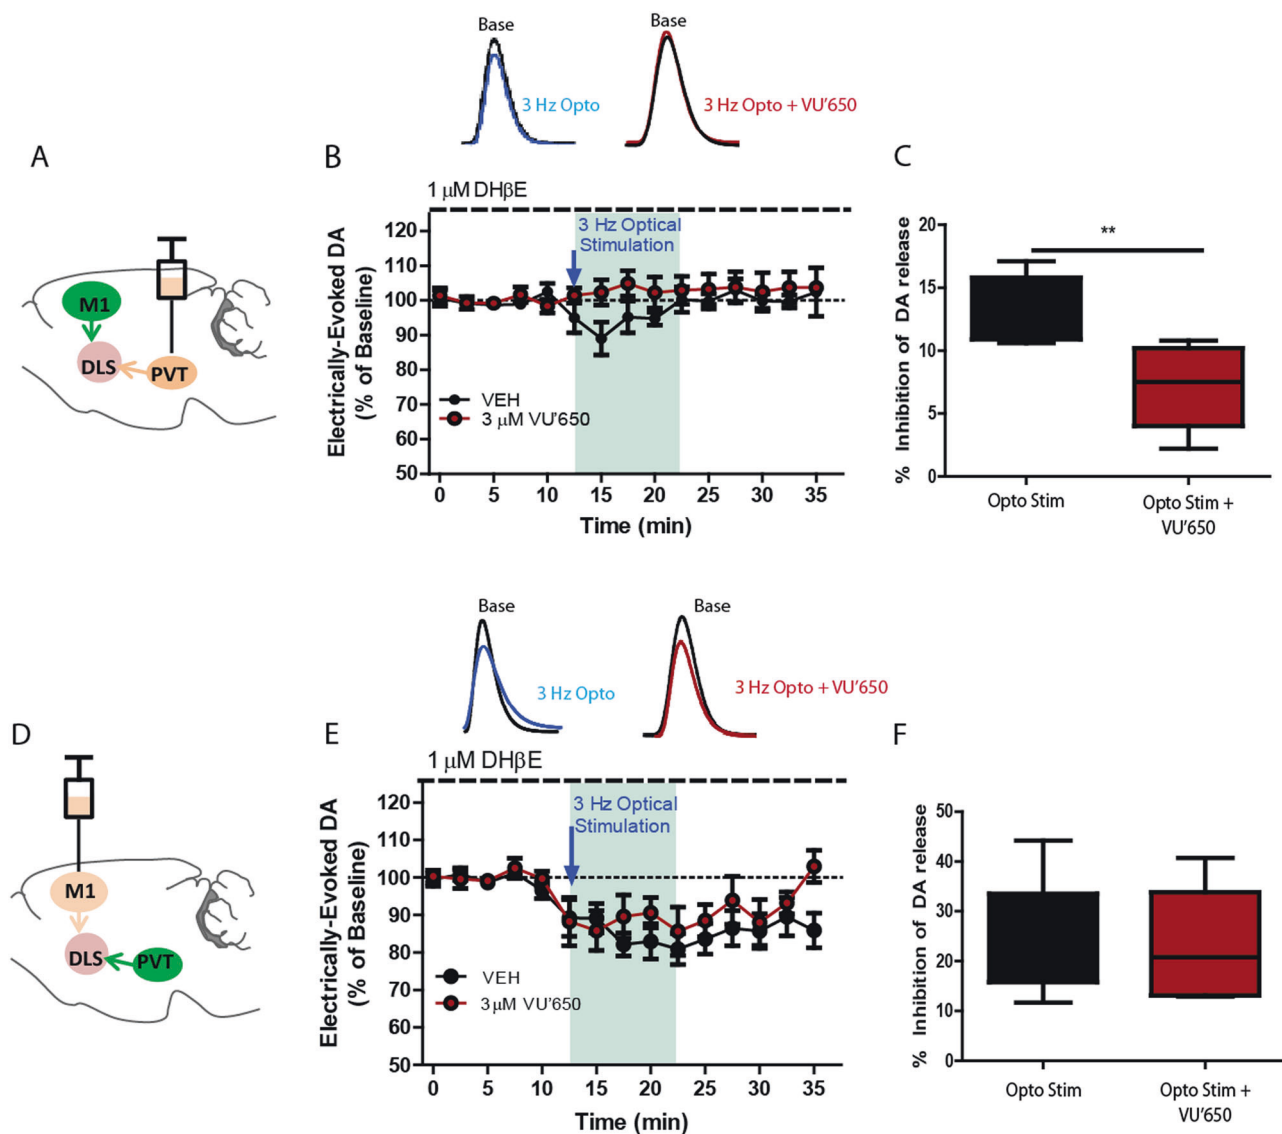 Base
Base
3 Hz Opto
3 Hz Opto + VU'650
A
B
C
M1
DLS
PVT
1 µM DHβE
3 Hz Optical
Stimulation
Electrically-Evoked DA
(% of Baseline)
120
110
100
90
80
70
60
50
VEH
3 µM VU'650
0
5
10
15
20
25
30
35
Time (min)
% Inhibition of DA release
20
15
10
5
0
**
Opto Stim
Opto Stim +
VU'650
Base
Base
3 Hz Opto
3 Hz Opto + VU'650
D
E
F
M1
DLS
PVT
1 µM DHβE
3 Hz Optical
Stimulation
Electrically-Evoked DA
(% of Baseline)
120
110
100
90
80
70
60
50
VEH
3 µM VU'650
0
5
10
15
20
25
30
35
Time (min)
% Inhibition of DA release
50
40
30
20
10
0
Opto Stim
Opto Stim +
VU'650